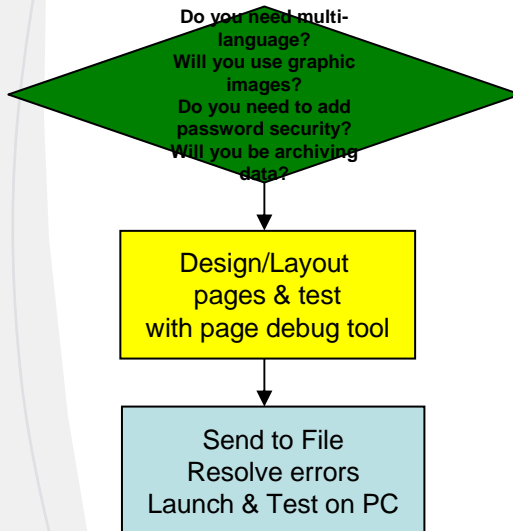 Do you need multi-
language?
Will you use graphic
images?
Do you need to add
password security?
Will you be archiving
data?
Design/Layout
pages & test
with page debug tool
Send to File
Resolve errors
Launch & Test on PC